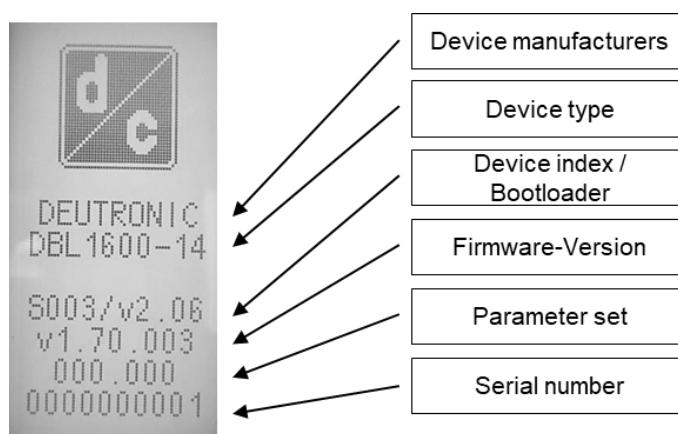 dc
DEUTRONIC
DBL1600-14
S003/v2.06
v1.70.003
000.000
0000000001
Device manufacturers
Device type
Device index /
Bootloader
Firmware-Version
Parameter set
Serial number